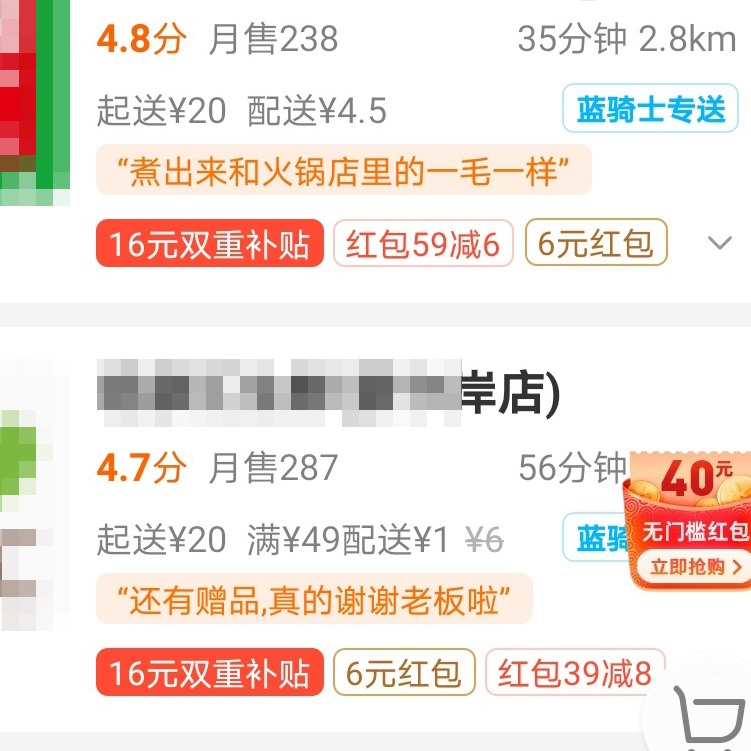 4.8分 月售238 35分钟 2.8km
起送¥20 配送¥4.5 蓝骑士专送
“煮出来和火锅店里的一毛一样”
16元双重补贴 红包59减6 6元红包
岸店)
4.7分 月售287 56分钟
40元
起送¥20 满¥49配送¥1 ¥6 蓝骑
无门槛红包
立即抢购
“还有赠品,真的谢谢老板啦”
16元双重补贴 6元红包 红包39减8